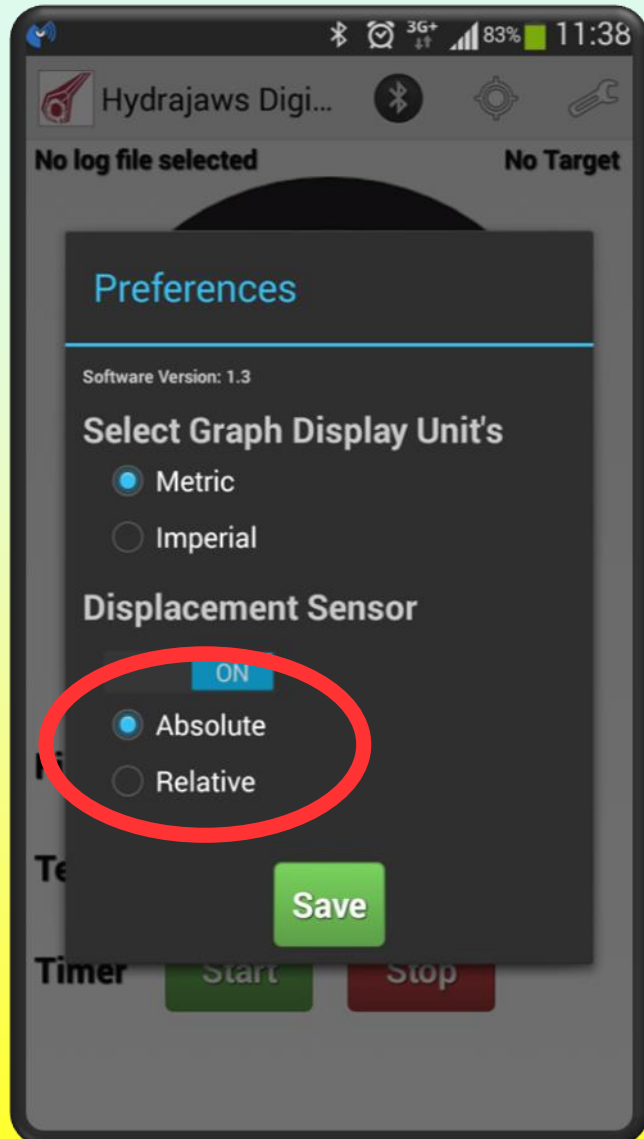 3G+ 83% 11:38
Hydrajaws Digi...
No log file selected No Target
Preferences
Software Version: 1.3
Select Graph Display Unit's
Metric
Imperial
Displacement Sensor
ON
Absolute
Relative
Te
Save
Timer Start Stop